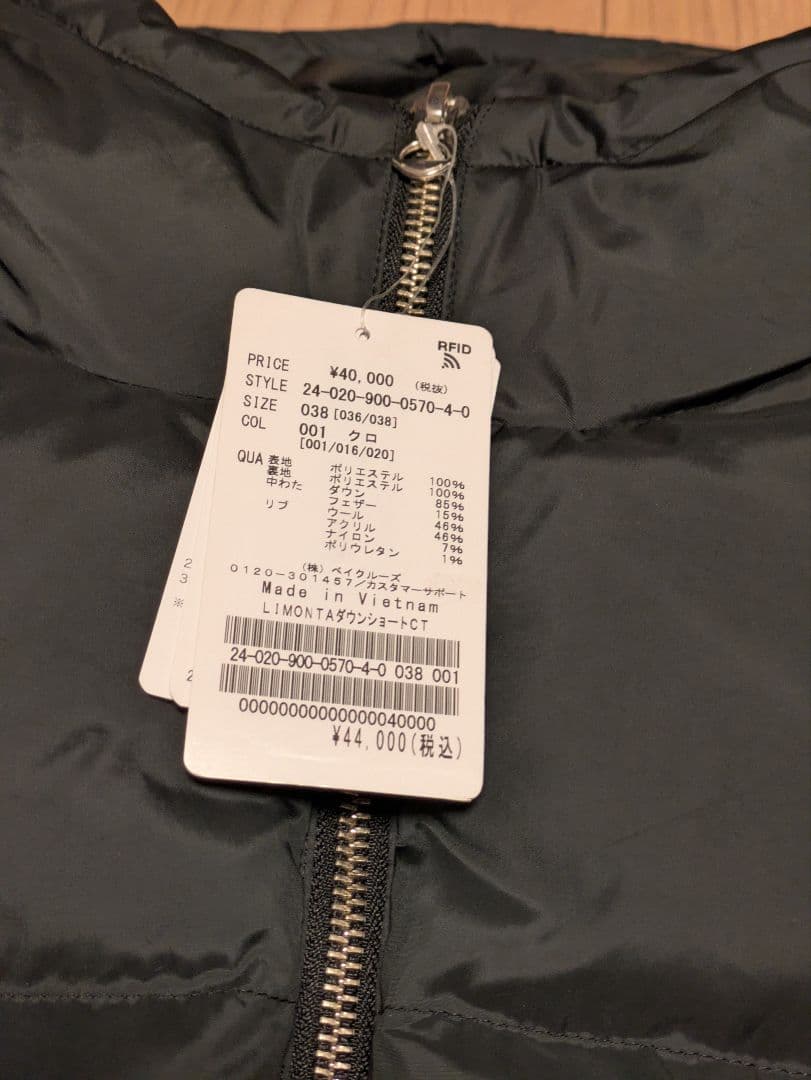 RFID
PRICE ¥40,000 (税抜)
STYLE 24-020-900-0570-4-0
SIZE 038 [036/038]
COL 001 クロ
[001/016/020]
QUA 表地 ポリエステル 100%
裏地 ポリエステル 100%
中わた ダウン 85%
フェザー 15%
リブ ウール 46%
アクリル 46%
ナイロン 7%
ポリウレタン 1%
(株) ベイクルーズ
0120-301457/カスタマーサポート
Made in Vietnam
LIMONTAダウンショートCT
24-020-900-0570-4-0 038 001
00000000000000040000
¥44,000(税込)
2
3
※
2